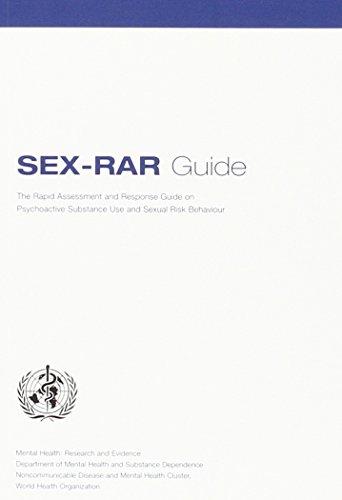 SEX-RAR Guide
The Rapid Assessment and Response Guide on
Psychoactive Substance Use and Sexual Risk Behaviour
Mental Health: Research and Evidence
Department of Mental Health and Substance Dependence
Noncommunicable Disease and Mental Health Cluster,
World Health Organization